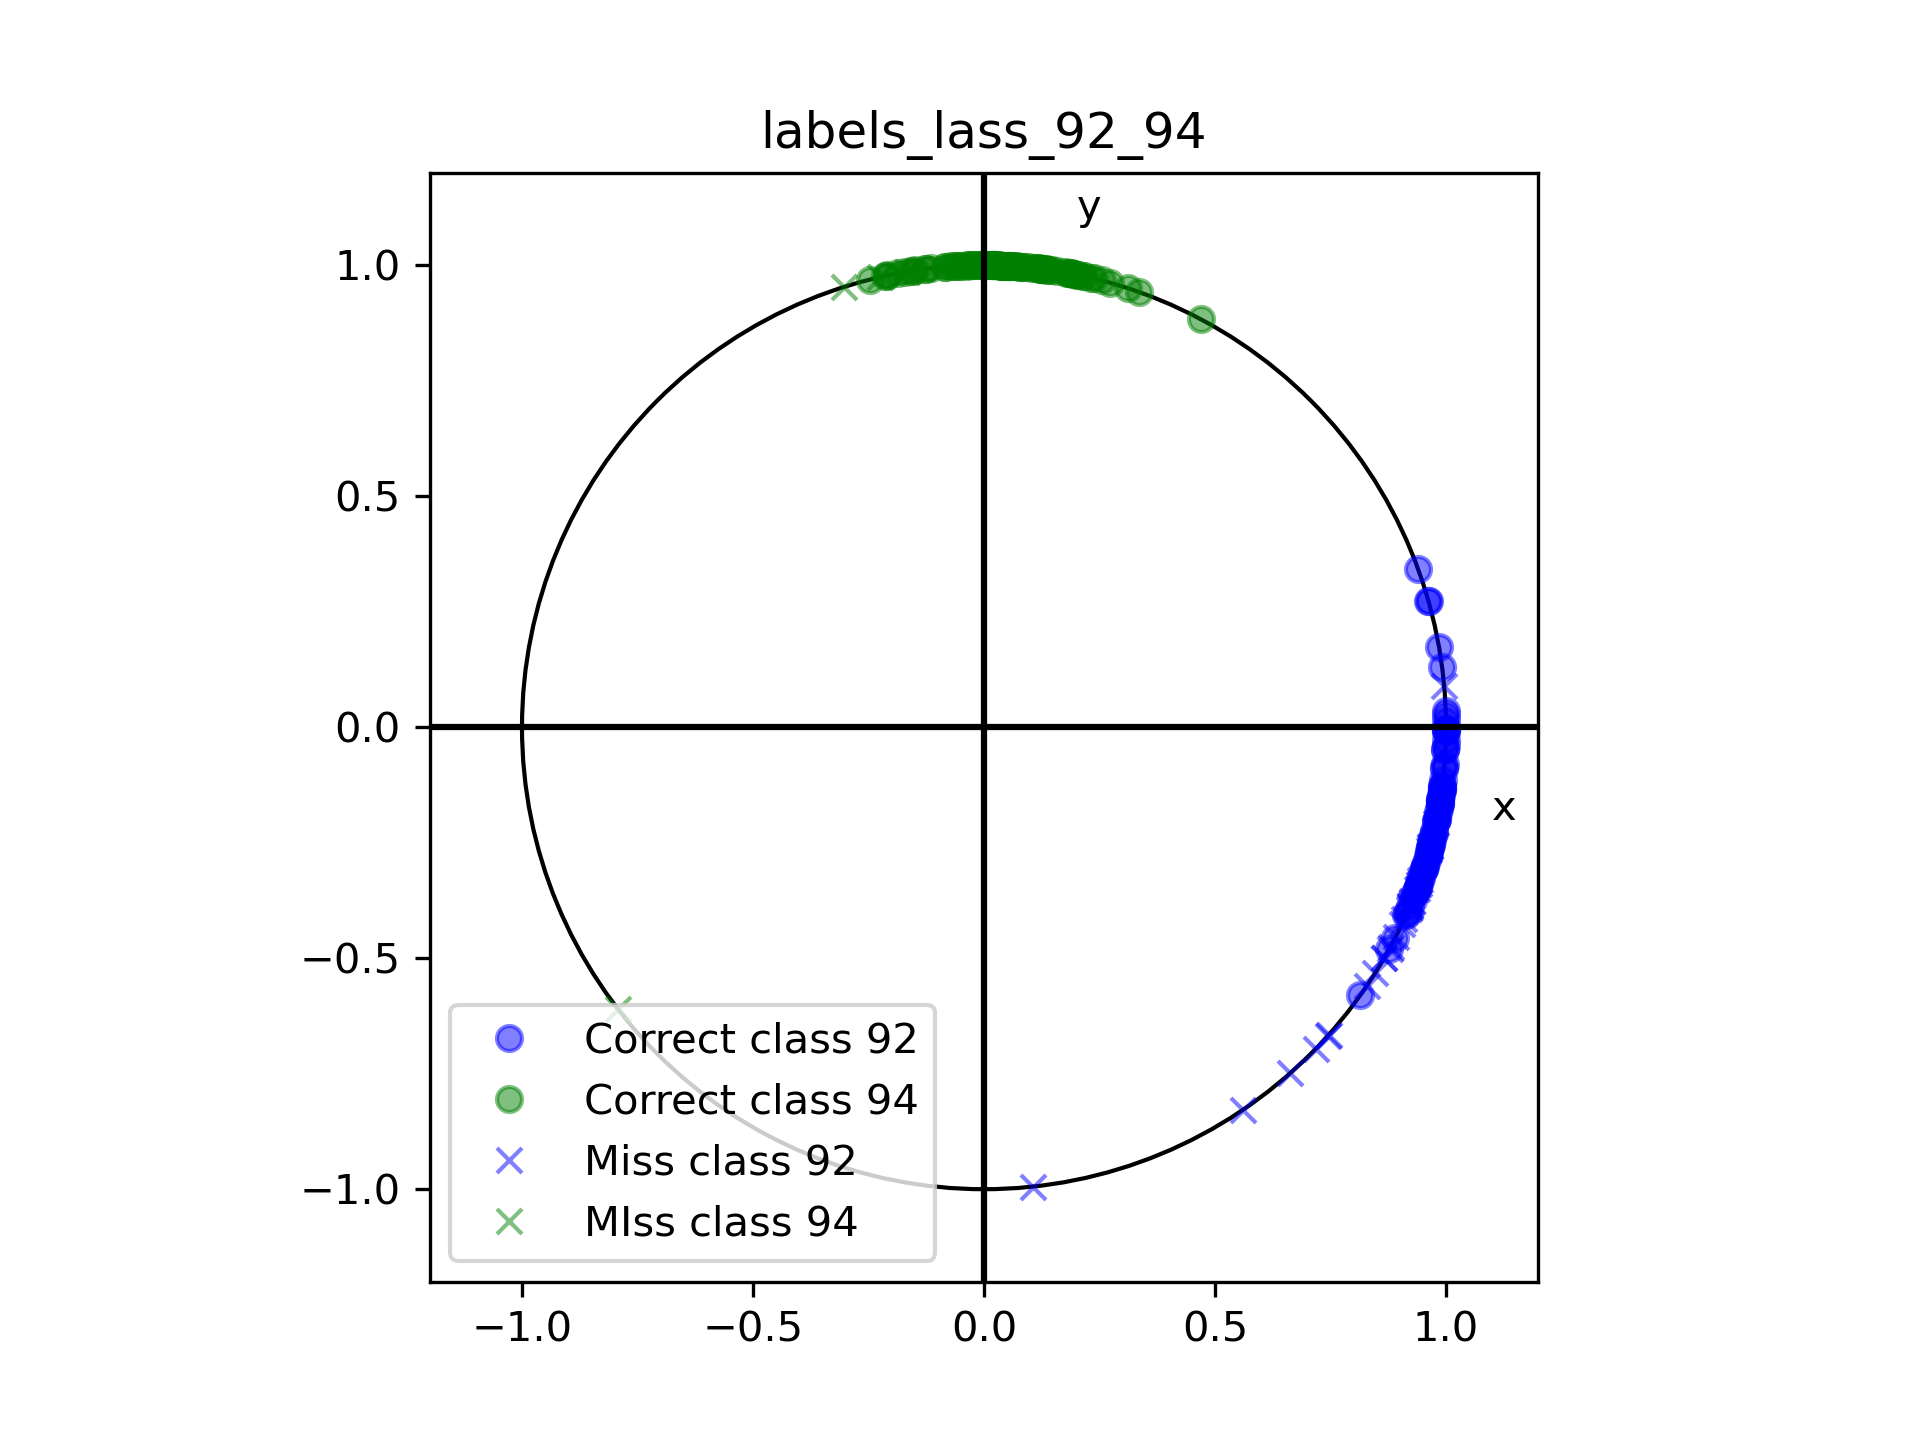 labels_lass_92_94
y
1.0
0.5
0.0
x
−0.5
−1.0
Correct class 92
Correct class 94
Miss class 92
MIss class 94
−1.0 −0.5 0.0 0.5 1.0